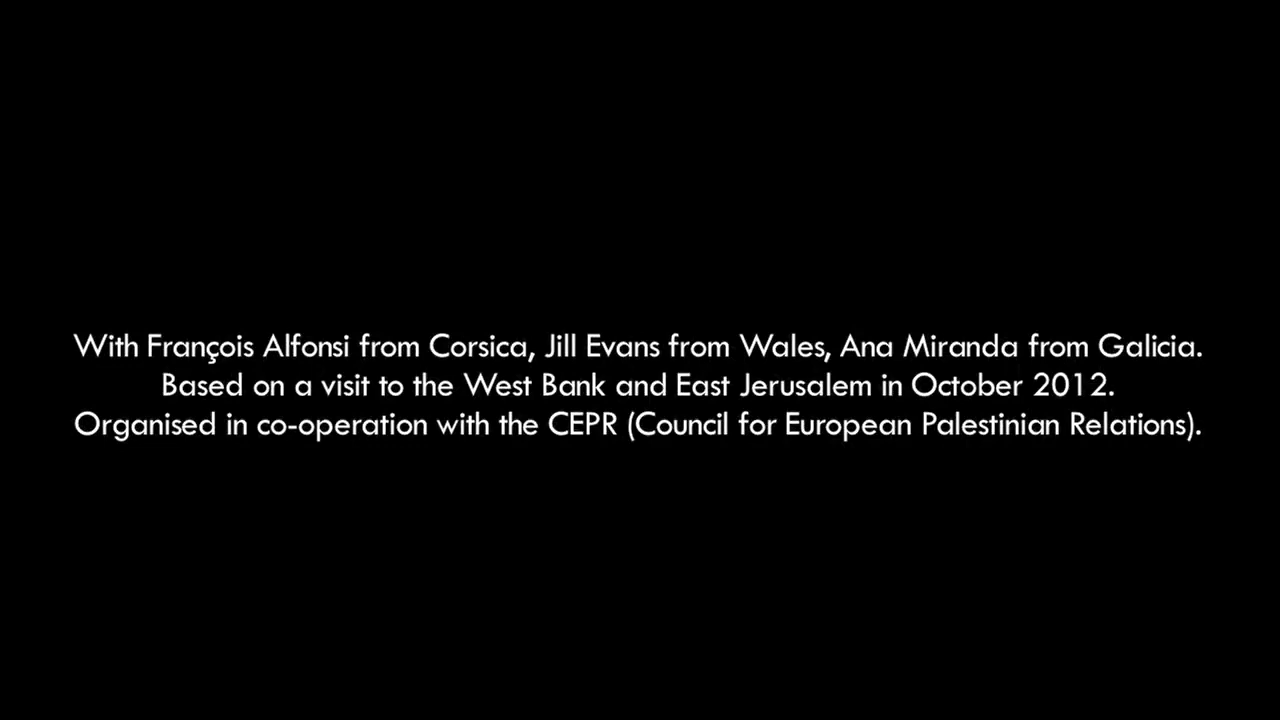 With François Alfonsi from Corsica, Jill Evans from Wales, Ana Miranda from Galicia.
Based on a visit to the West Bank and East Jerusalem in October 2012.
Organised in co-operation with the CEPR (Council for European Palestinian Relations).